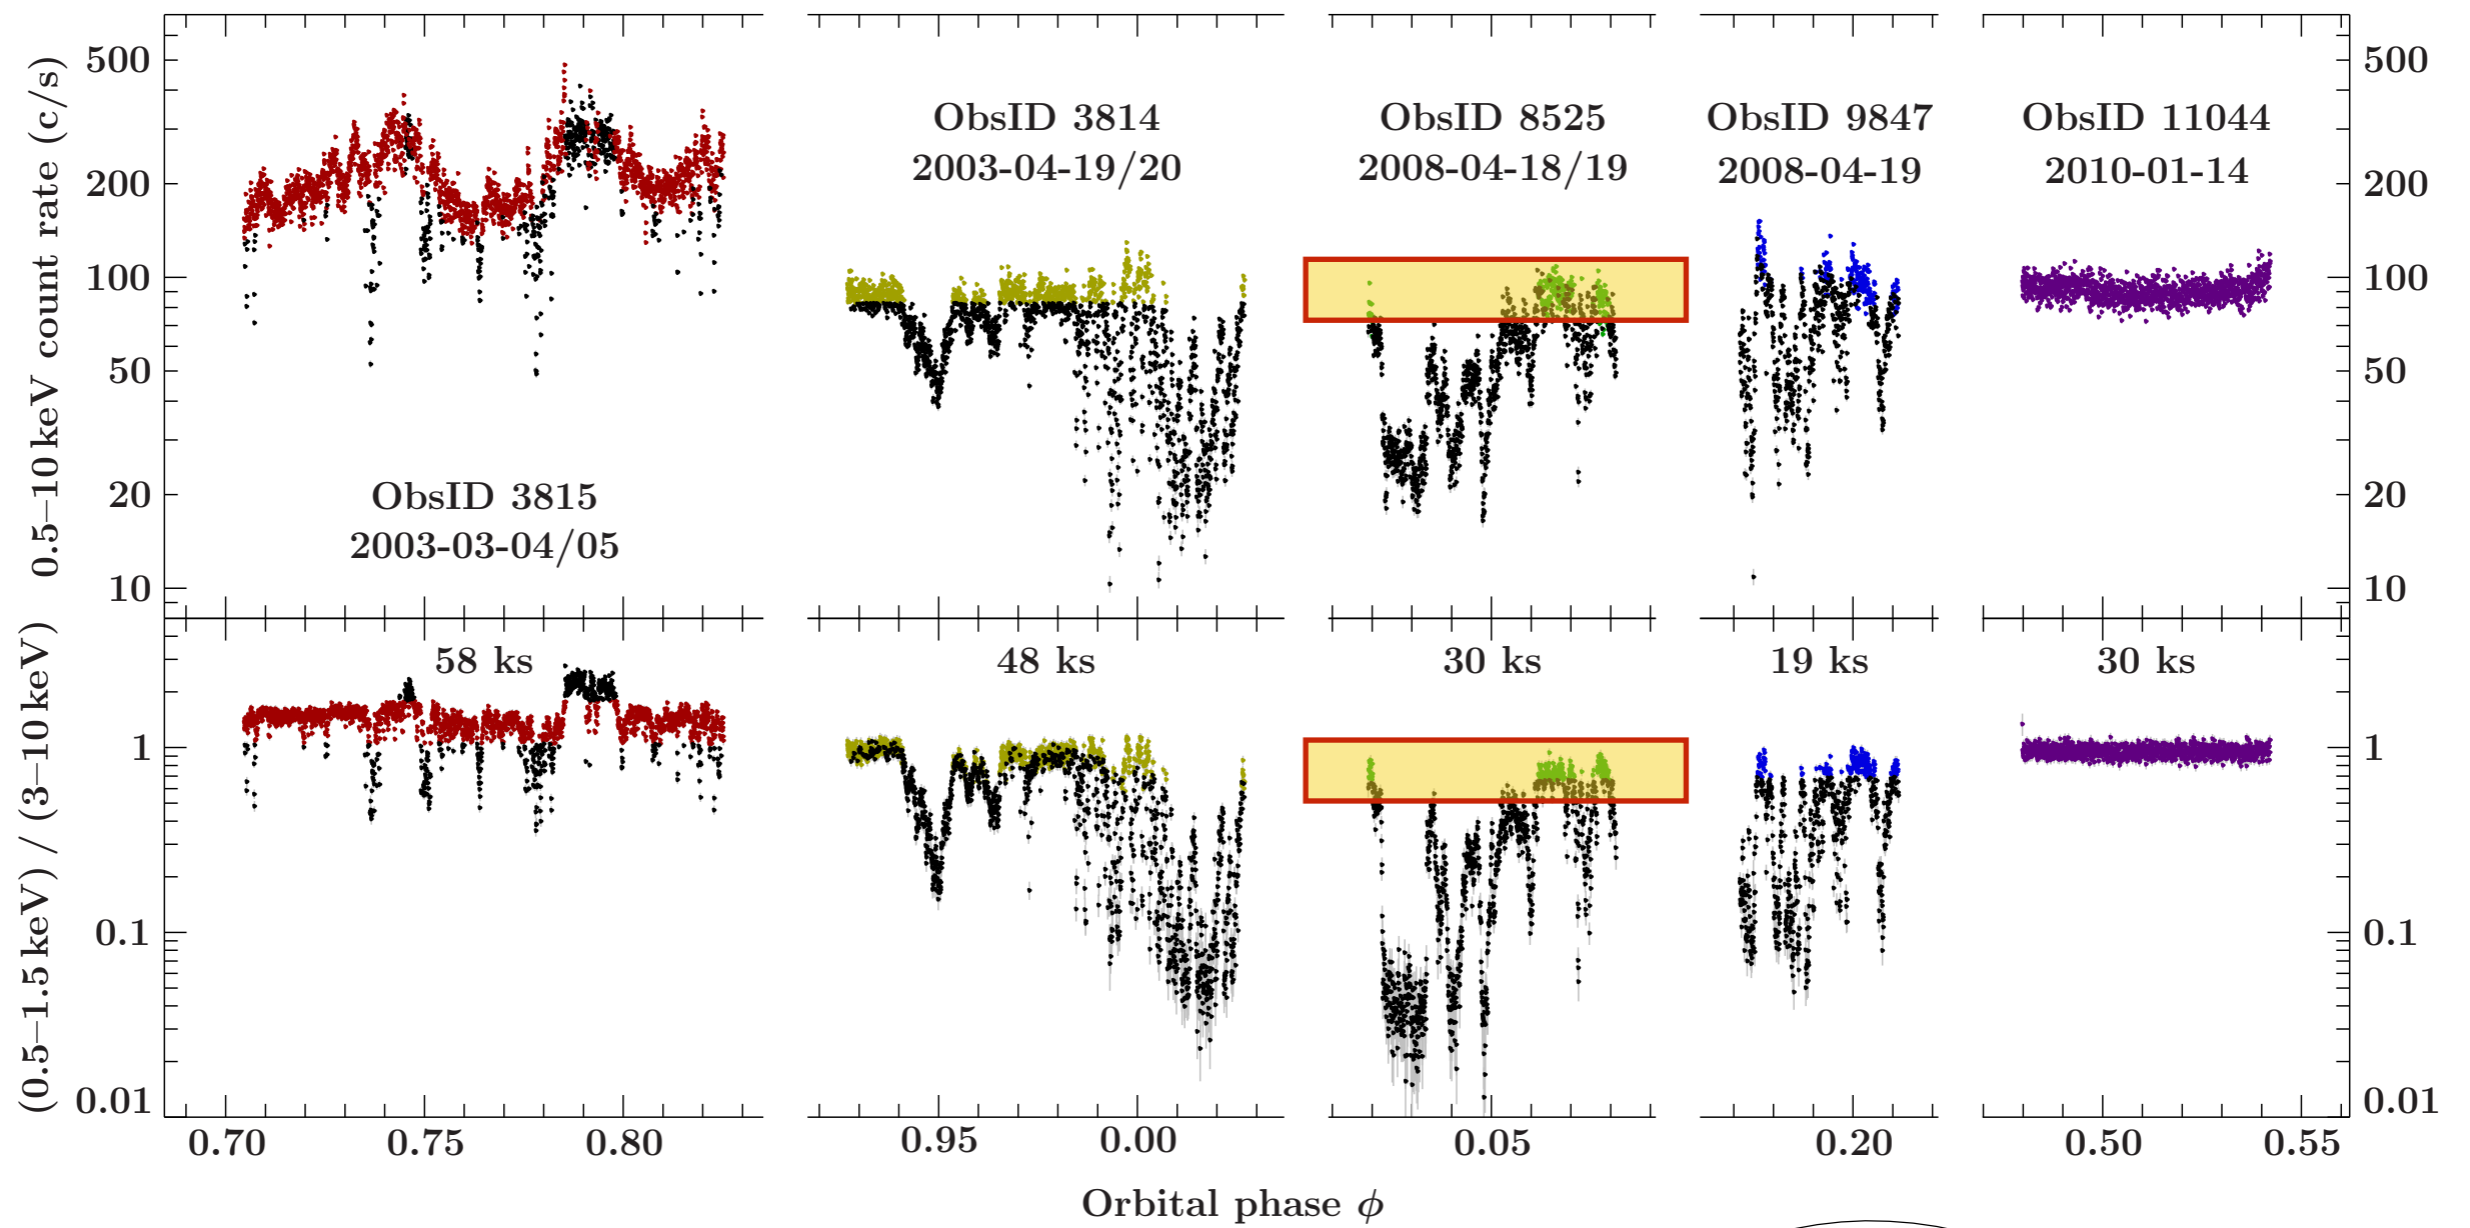 0.5–10 keV count rate (c/s)
500
200
100
50
20
10
ObsID 3815
2003-03-04/05
ObsID 3814
2003-04-19/20
ObsID 8525
2008-04-18/19
ObsID 9847
2008-04-19
ObsID 11044
2010-01-14
500
200
100
50
20
10
(0.5–1.5 keV) / (3–10 keV)
1
0.1
0.01
58 ks
48 ks
30 ks
19 ks
30 ks
1
0.1
0.01
0.70 0.75 0.80 0.95 0.00 0.05 0.20 0.50 0.55
Orbital phase ϕ